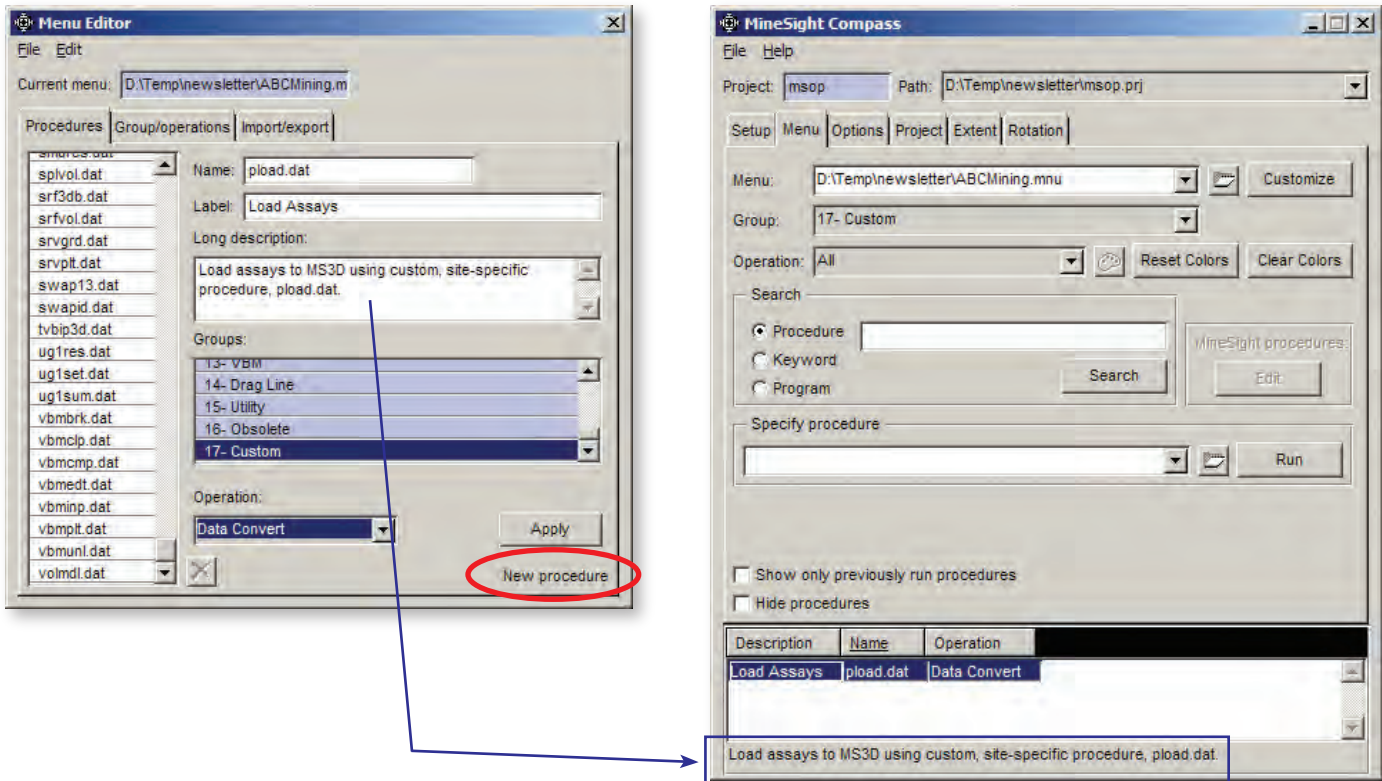 Menu Editor
File Edit
Current menu: D:\Temp\newsletter\ABCMining.m
Procedures Group/operations Import/export
splvol.dat
srf3db.dat
srfvol.dat
srvgrd.dat
srvplt.dat
swap13.dat
swapid.dat
tvbip3d.dat
ug1res.dat
ug1set.dat
ug1sum.dat
vbmbrk.dat
vbmclp.dat
vbmcmp.dat
vbmedt.dat
vbminp.dat
vbmplt.dat
vbmunl.dat
volmdl.dat
Name: pload.dat
Label: Load Assays
Long description:
Load assays to MS3D using custom, site-specific
procedure, pload.dat.
Groups:
13- VBM
14- Drag Line
15- Utility
16- Obsolete
17- Custom
Operation:
Data Convert
Apply
New procedure
MineSight Compass
File Help
Project: msop Path: D:\Temp\newsletter\msop.prj
Setup Menu Options Project Extent Rotation
Menu: D:\Temp\newsletter\ABCMining.mnu Customize
Group: 17- Custom
Operation: All Reset Colors Clear Colors
Search
Procedure
Keyword
Program
Search
MineSight procedures:
Edit
Specify procedure
Run
Show only previously run procedures
Hide procedures
Description Name Operation
Load Assays pload.dat Data Convert
Load assays to MS3D using custom, site-specific procedure, pload.dat.